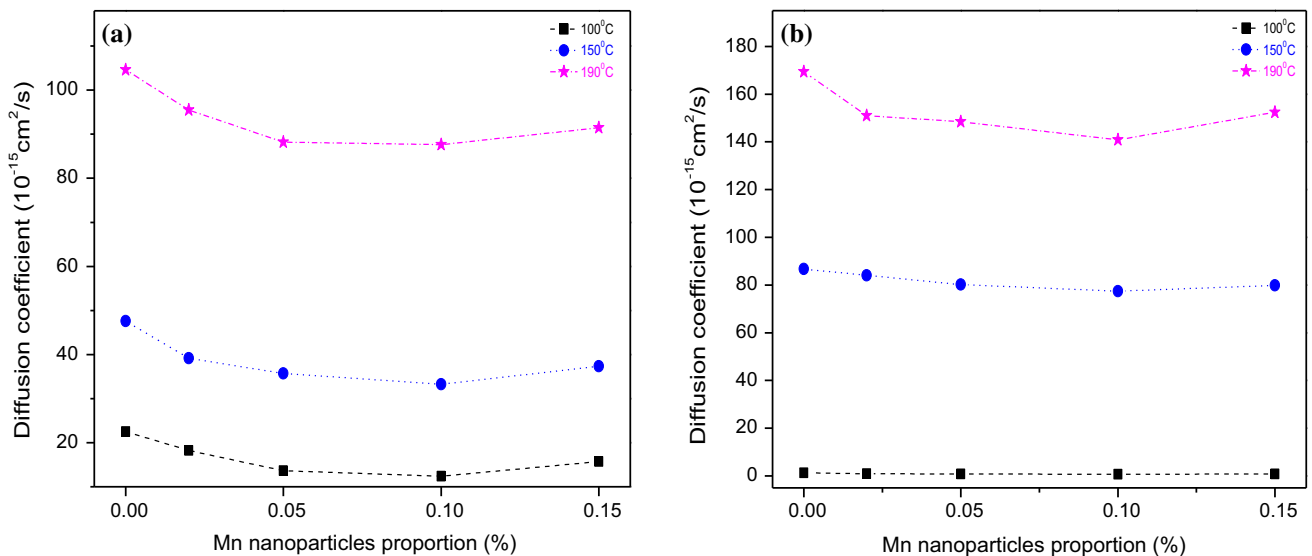 (a)
100⁰C
150⁰C
190⁰C
100
80
60
40
20
0.00 0.05 0.10 0.15
Diffusion coefficient (10⁻¹⁵cm²/s)
Mn nanoparticles proportion (%)
(b)
100⁰C
150⁰C
190⁰C
180
160
140
120
100
80
60
40
20
0
0.00 0.05 0.10 0.15
Diffusion coefficient (10⁻¹⁵cm²/s)
Mn nanoparticles proportion (%)